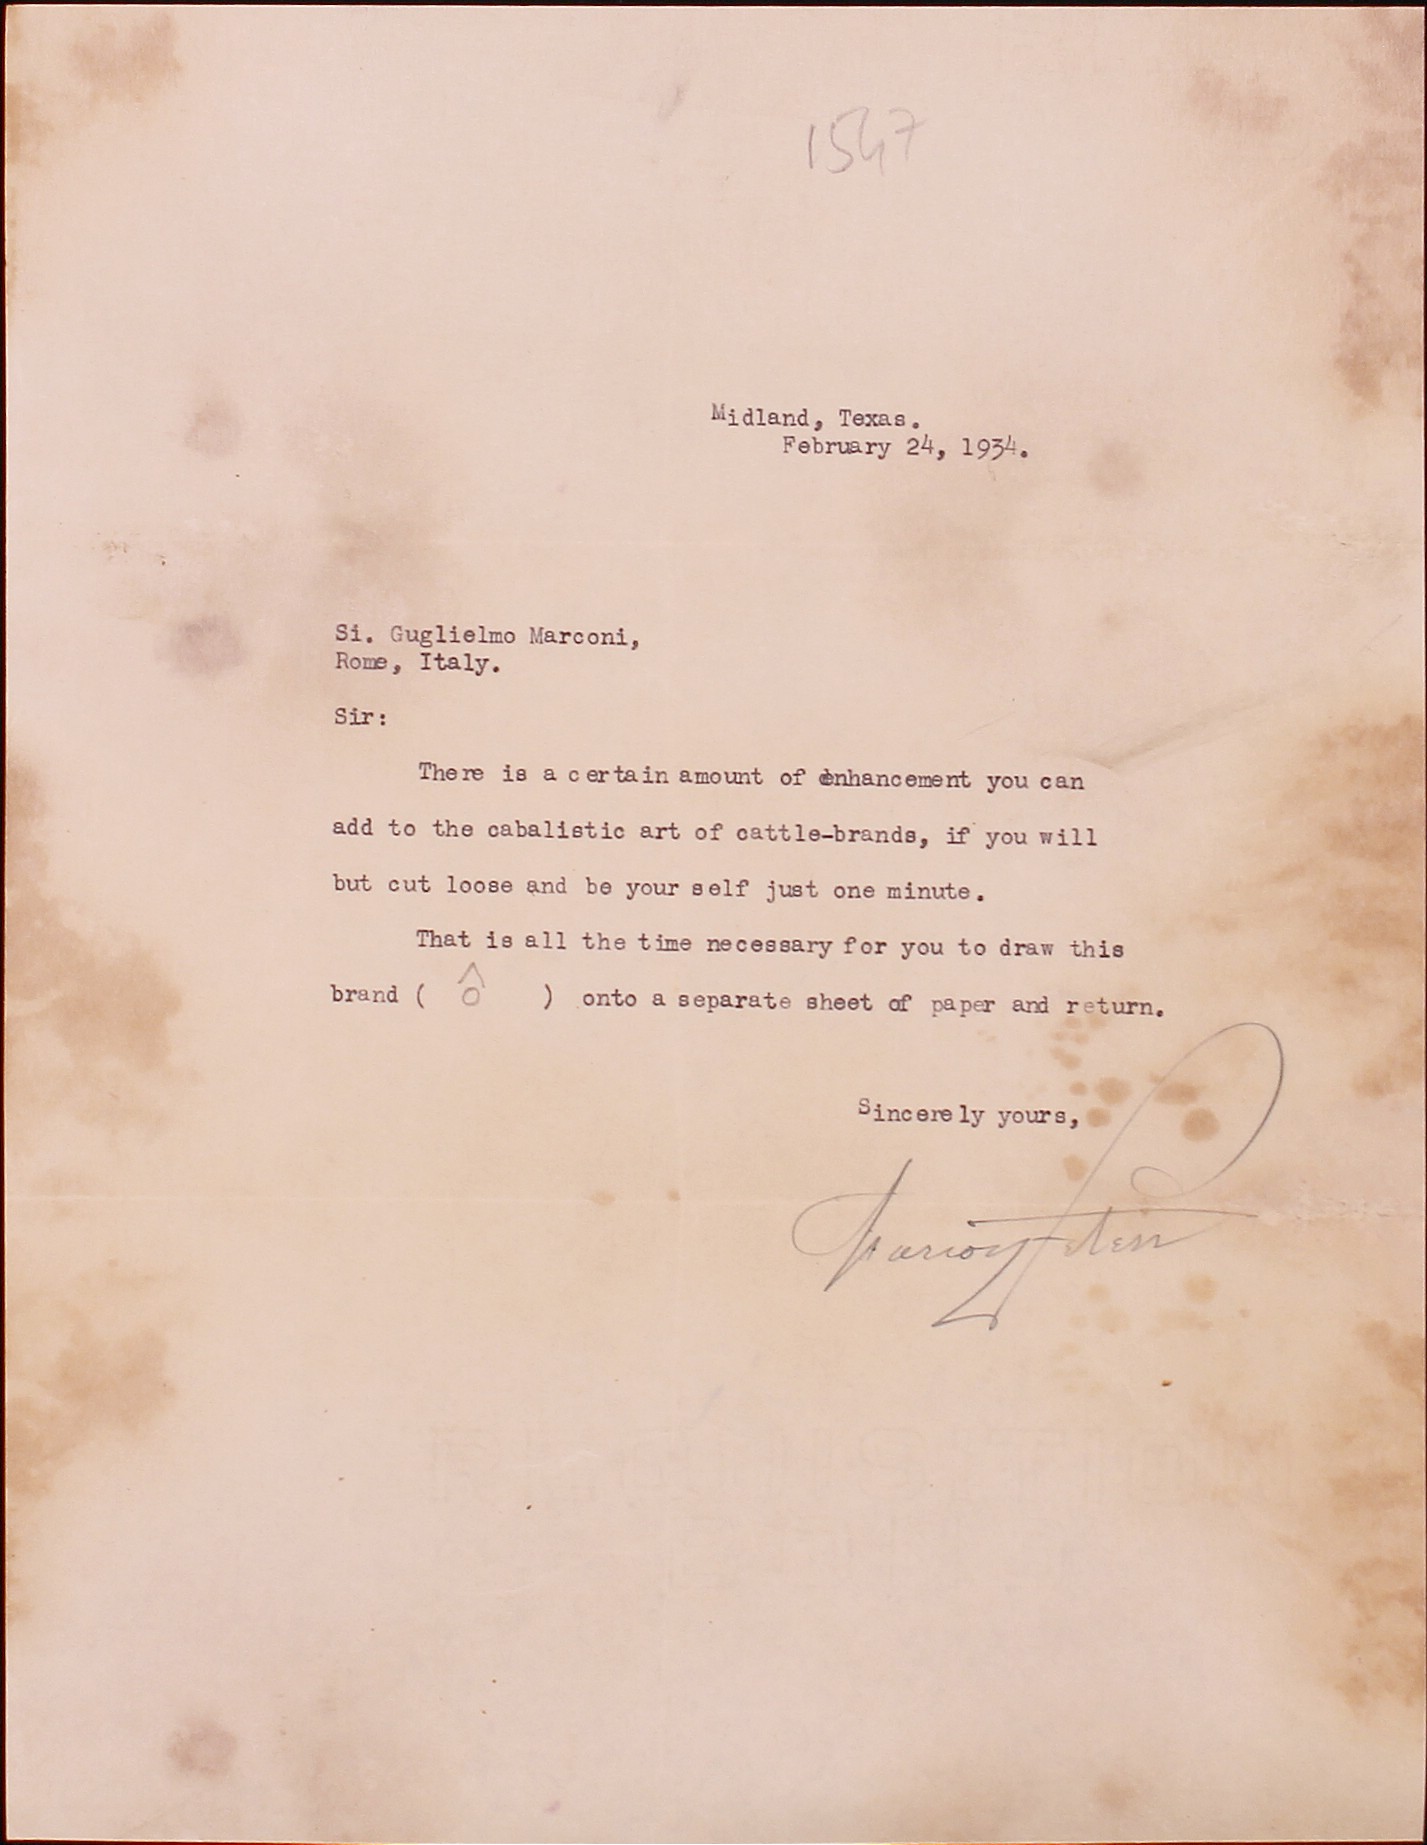 1547
Midland, Texas.
February 24, 1934.
Si. Guglielmo Marconi,
Rome, Italy.
Sir:
There is a certain amount of enhancement you can
add to the cabalistic art of cattle-brands, if you will
but cut loose and be your self just one minute.
That is all the time necessary for you to draw this
brand ( ) onto a separate sheet of paper and return.
Sincerely yours,